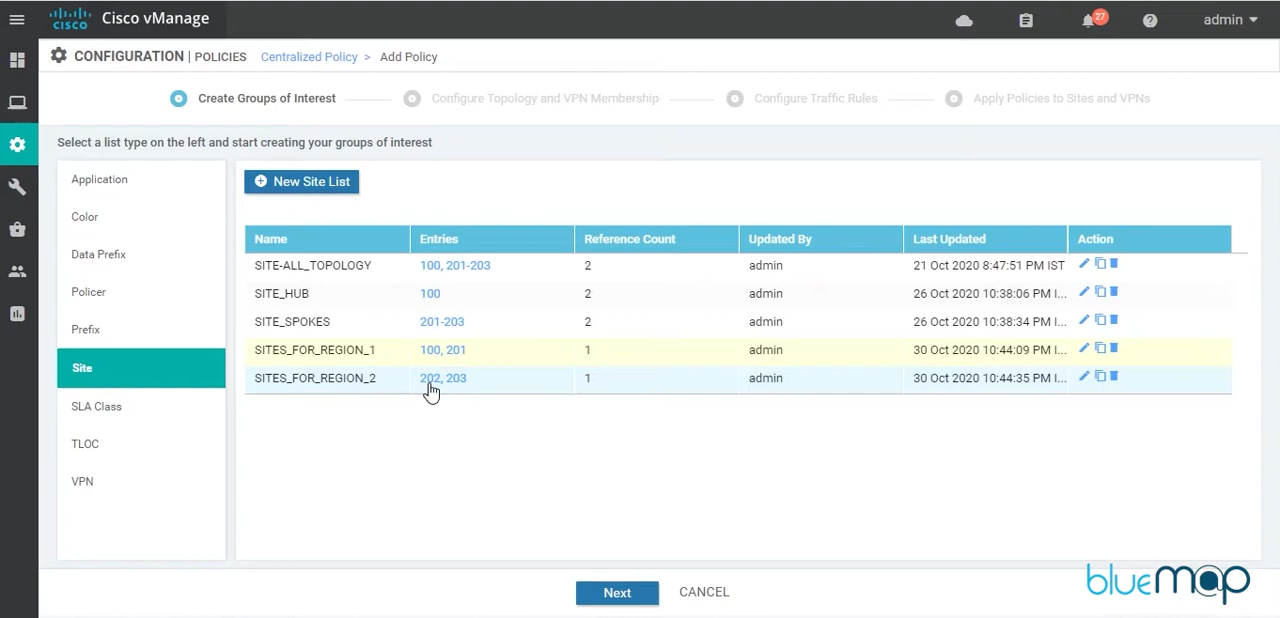 cisco Cisco vManage 27 admin
CONFIGURATION | POLICIES Centralized Policy > Add Policy
Create Groups of Interest Configure Topology and VPN Membership Configure Traffic Rules Apply Policies to Sites and VPNs
Select a list type on the left and start creating your groups of interest
Application
Color
Data Prefix
Policer
Prefix
Site
SLA Class
TLOC
VPN
New Site List
Name Entries Reference Count Updated By Last Updated Action
SITE-ALL_TOPOLOGY 100, 201-203 2 admin 21 Oct 2020 8:47:51 PM IST
SITE_HUB 100 2 admin 26 Oct 2020 10:38:06 PM I...
SITE_SPOKES 201-203 2 admin 26 Oct 2020 10:38:34 PM I...
SITES_FOR_REGION_1 100, 201 1 admin 30 Oct 2020 10:44:09 PM I...
SITES_FOR_REGION_2 202, 203 1 admin 30 Oct 2020 10:44:35 PM I...
Next CANCEL
bluemap